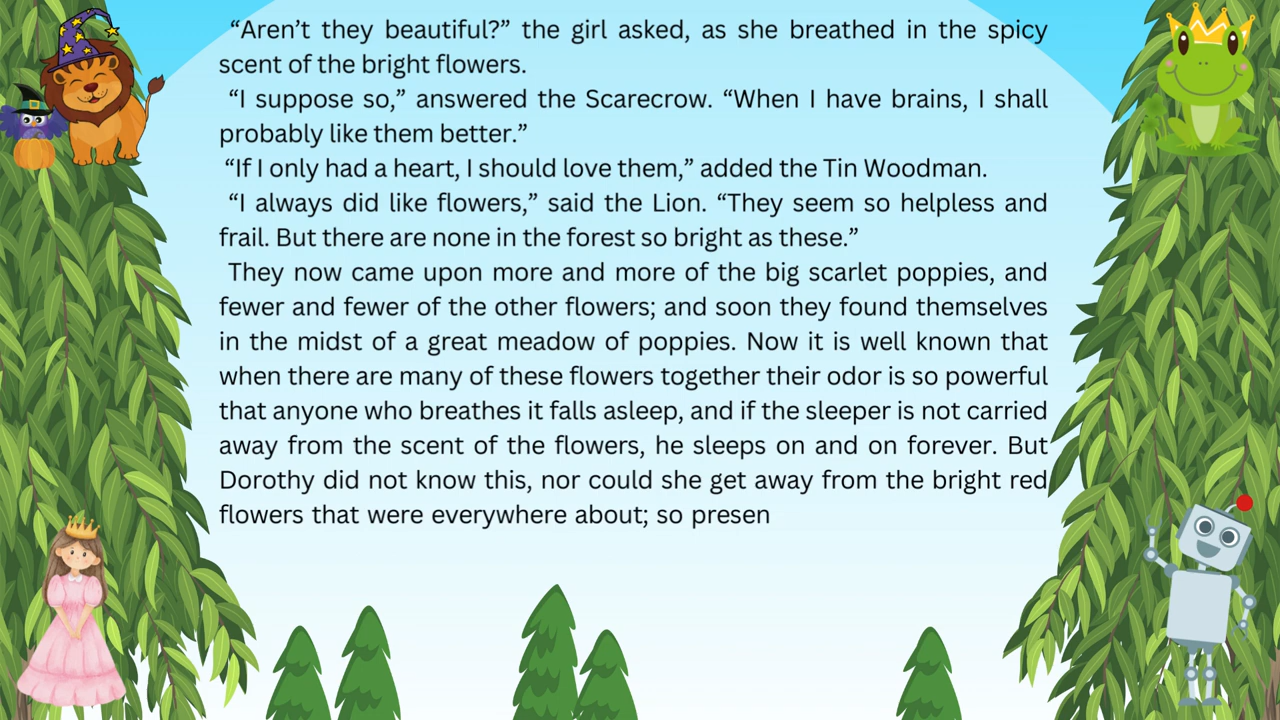 “Aren’t they beautiful?” the girl asked, as she breathed in the spicy
scent of the bright flowers.
“I suppose so,” answered the Scarecrow. “When I have brains, I shall
probably like them better.”
“If I only had a heart, I should love them,” added the Tin Woodman.
“I always did like flowers,” said the Lion. “They seem so helpless and
frail. But there are none in the forest so bright as these.”
They now came upon more and more of the big scarlet poppies, and
fewer and fewer of the other flowers; and soon they found themselves
in the midst of a great meadow of poppies. Now it is well known that
when there are many of these flowers together their odor is so powerful
that anyone who breathes it falls asleep, and if the sleeper is not carried
away from the scent of the flowers, he sleeps on and on forever. But
Dorothy did not know this, nor could she get away from the bright red
flowers that were everywhere about; so presen